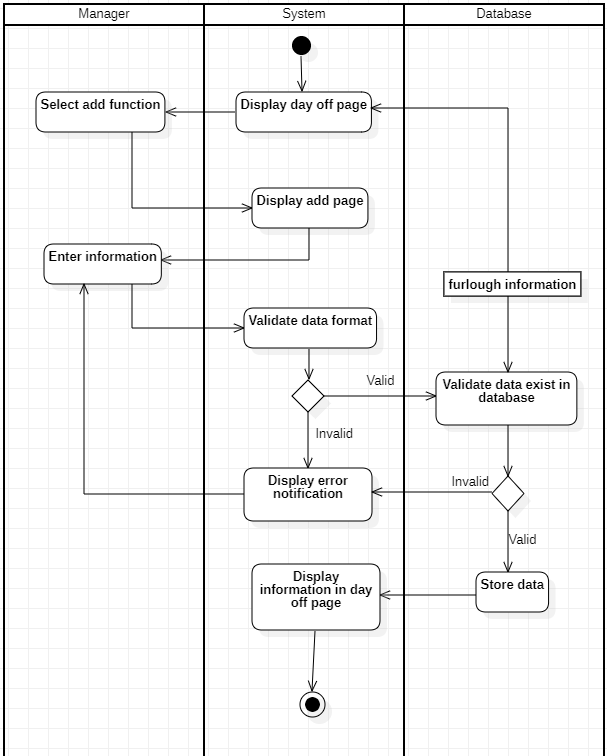 Manager
System
Database
Select add function
Display day off page
Display add page
Enter information
furlough information
Validate data format
Valid
Validate data exist in
database
Invalid
Display error
notification
Invalid
Valid
Display
information in day
off page
Store data